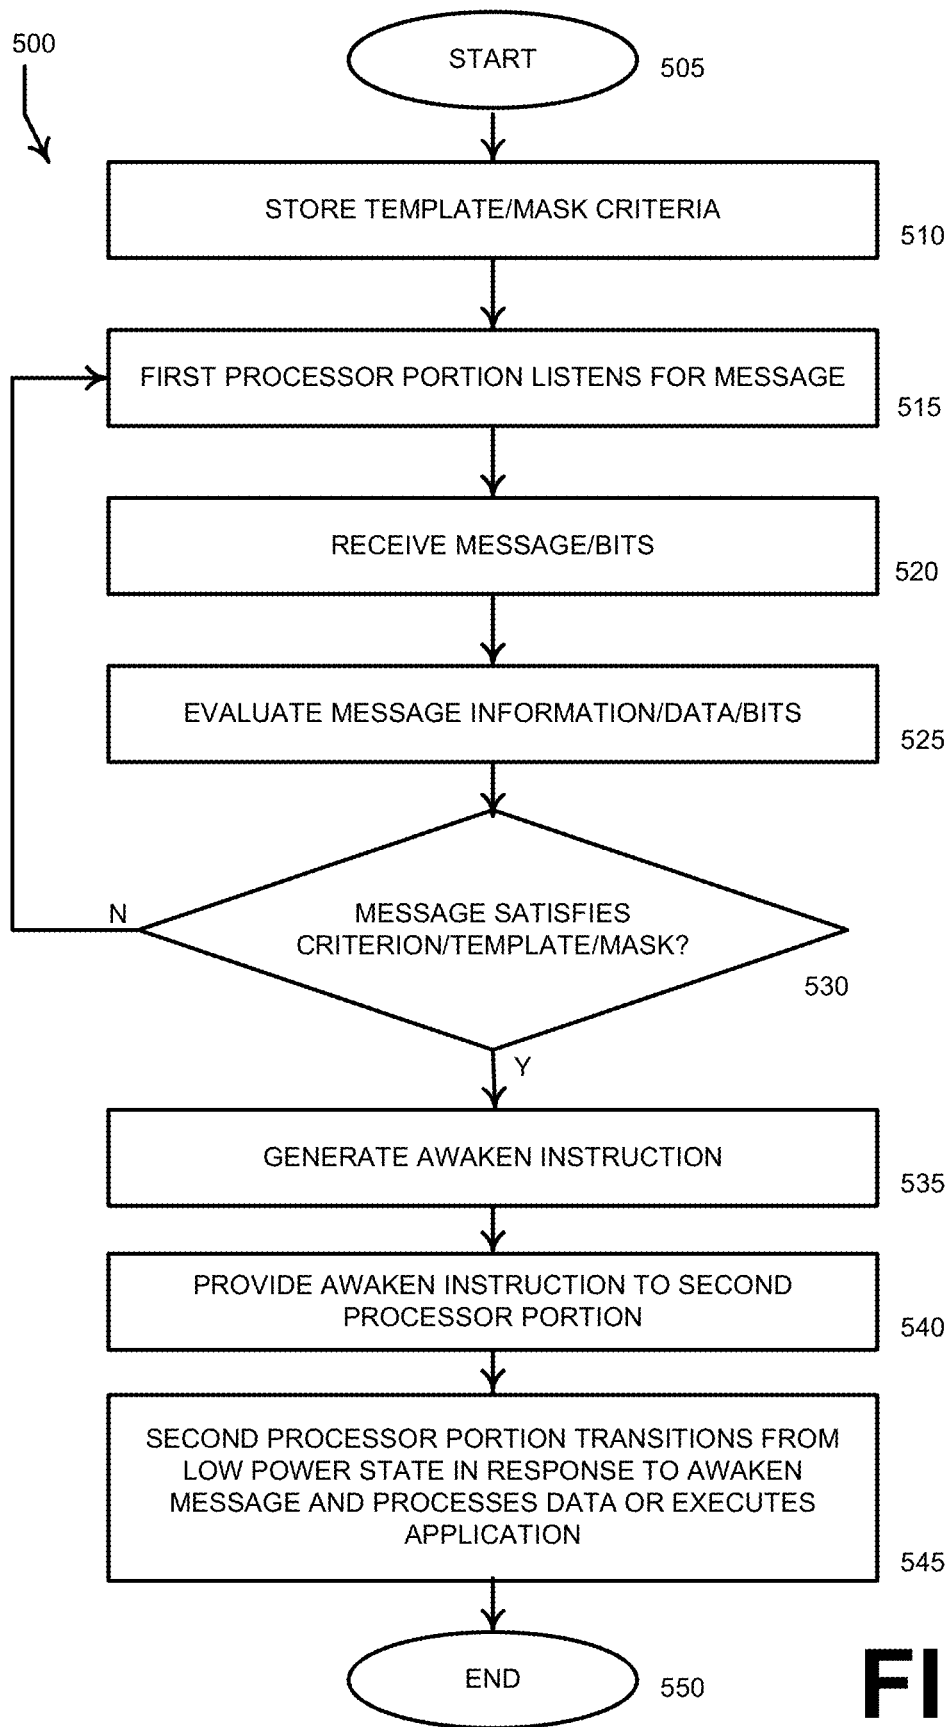 500
START
505
STORE TEMPLATE/MASK CRITERIA
510
FIRST PROCESSOR PORTION LISTENS FOR MESSAGE
515
RECEIVE MESSAGE/BITS
520
EVALUATE MESSAGE INFORMATION/DATA/BITS
525
N
MESSAGE SATISFIES
CRITERION/TEMPLATE/MASK?
530
Y
GENERATE AWAKEN INSTRUCTION
535
PROVIDE AWAKEN INSTRUCTION TO SECOND
PROCESSOR PORTION
540
SECOND PROCESSOR PORTION TRANSITIONS FROM
LOW POWER STATE IN RESPONSE TO AWAKEN
MESSAGE AND PROCESSES DATA OR EXECUTES
APPLICATION
545
END
550
FI